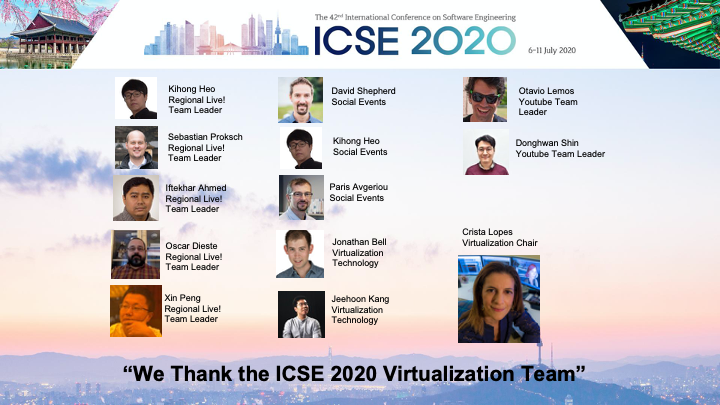 The 42nd International Conference on Software Engineering
ICSE 2020
6-11 July 2020
Kihong Heo
Regional Live!
Team Leader
Sebastian Proksch
Regional Live!
Team Leader
Iftekhar Ahmed
Regional Live!
Team Leader
Oscar Dieste
Regional Live!
Team Leader
Xin Peng
Regional Live!
Team Leader
David Shepherd
Social Events
Kihong Heo
Social Events
Paris Avgeriou
Social Events
Jonathan Bell
Virtualization
Technology
Jeehoon Kang
Virtualization
Technology
Otavio Lemos
Youtube Team
Leader
Donghwan Shin
Youtube Team Leader
Crista Lopes
Virtualization Chair
“We Thank the ICSE 2020 Virtualization Team”